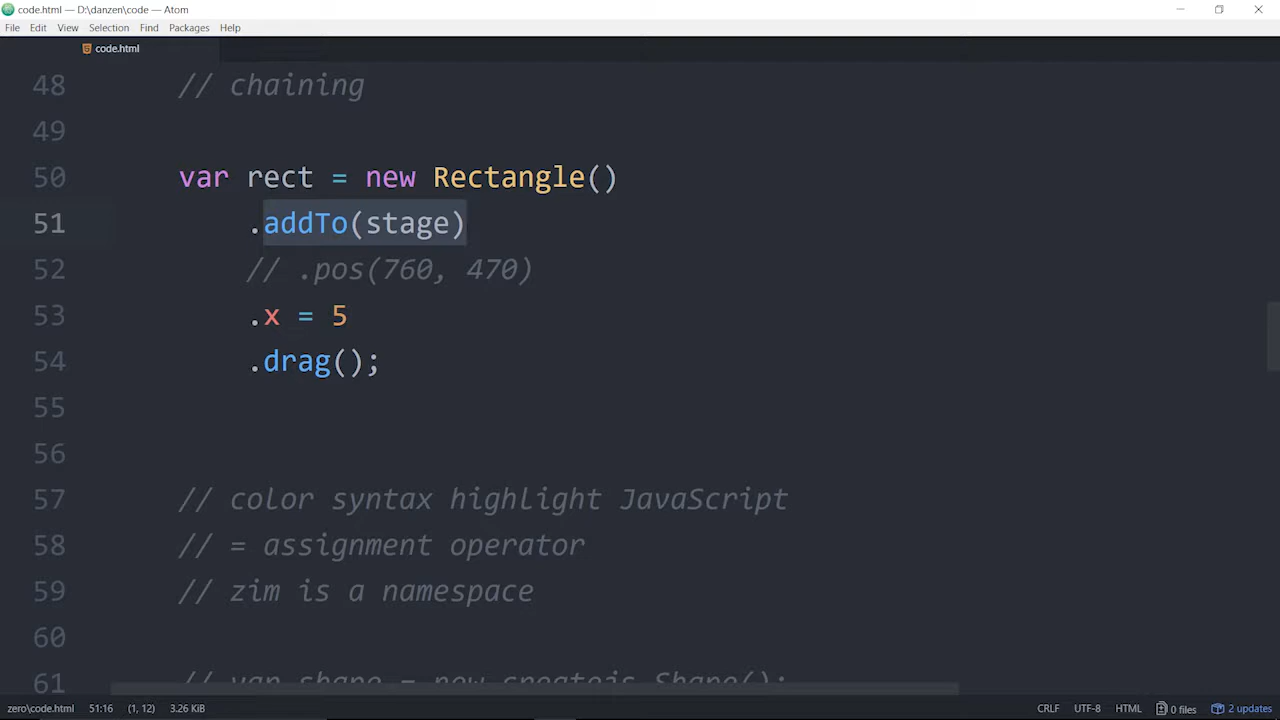 code.html — D:\danzen\code — Atom
File Edit View Selection Find Packages Help
code.html
48 // chaining
49
50 var rect = new Rectangle()
51 .addTo(stage)
52 // .pos(760, 470)
53 .x = 5
54 .drag();
55
56
57 // color syntax highlight JavaScript
58 // = assignment operator
59 // zim is a namespace
60
61 // var shape = new createjs.Shape();
zero\code.html 51:16 (1, 12) 3.26 KiB CRLF UTF-8 HTML 0 files 2 updates